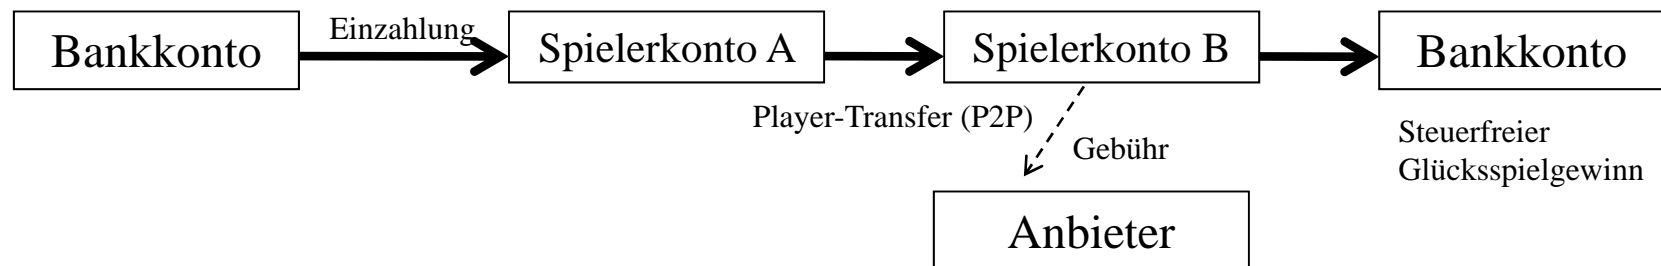 Bankkonto
Einzahlung
Spielerkonto A
Spielerkonto B
Bankkonto
Player-Transfer (P2P)
Gebühr
Steuerfreier
Glücksspielgewinn
Anbieter